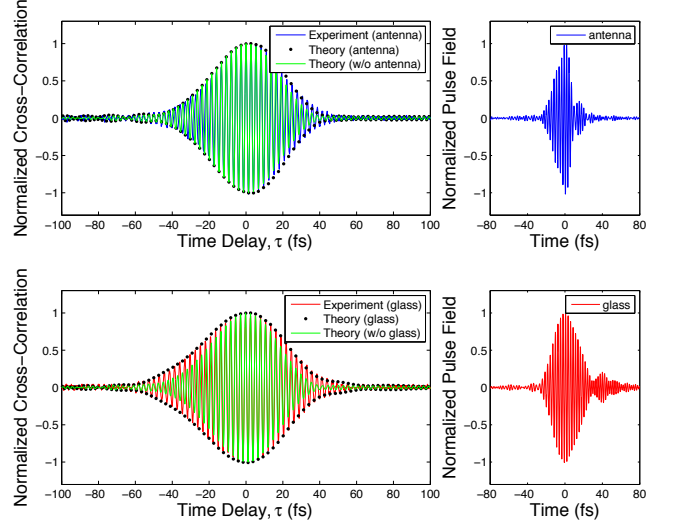 Normalized Cross-Correlation
1
0.5
0
-0.5
-1
-100 -80 -60 -40 -20 0 20 40 60 80 100
Time Delay, τ (fs)
Experiment (antenna)
Theory (antenna)
Theory (w/o antenna)
Normalized Pulse Field
1
0.5
0
-0.5
-1
-80 -40 0 40 80
Time (fs)
antenna
Normalized Cross-Correlation
1
0.5
0
-0.5
-1
-100 -80 -60 -40 -20 0 20 40 60 80 100
Time Delay, τ (fs)
Experiment (glass)
Theory (glass)
Theory (w/o glass)
Normalized Pulse Field
1
0.5
0
-0.5
-1
-80 -40 0 40 80
Time (fs)
glass